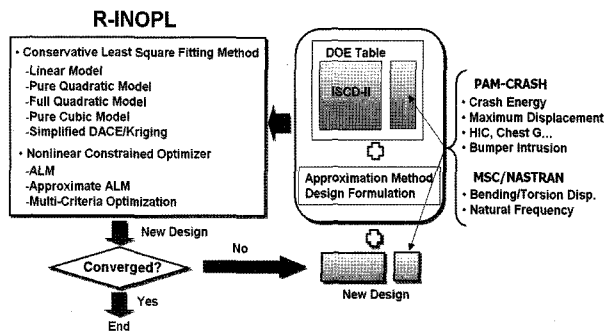 R-INOPL
• Conservative Least Square Fitting Method
-Linear Model
-Pure Quadratic Model
-Full Quadratic Model
-Pure Cubic Model
-Simplified DACE/Kriging
• Nonlinear Constrained Optimizer
-ALM
-Approximate ALM
-Multi-Criteria Optimization
DOE Table
ISCD-II
Approximation Method
Design Formulation
PAM-CRASH
• Crash Energy
• Maximum Displacement
• HIC, Chest G...
• Bumper Intrusion
MSC/NASTRAN
• Bending/Torsion Disp.
• Natural Frequency
New Design
Converged?
No
New Design
Yes
End